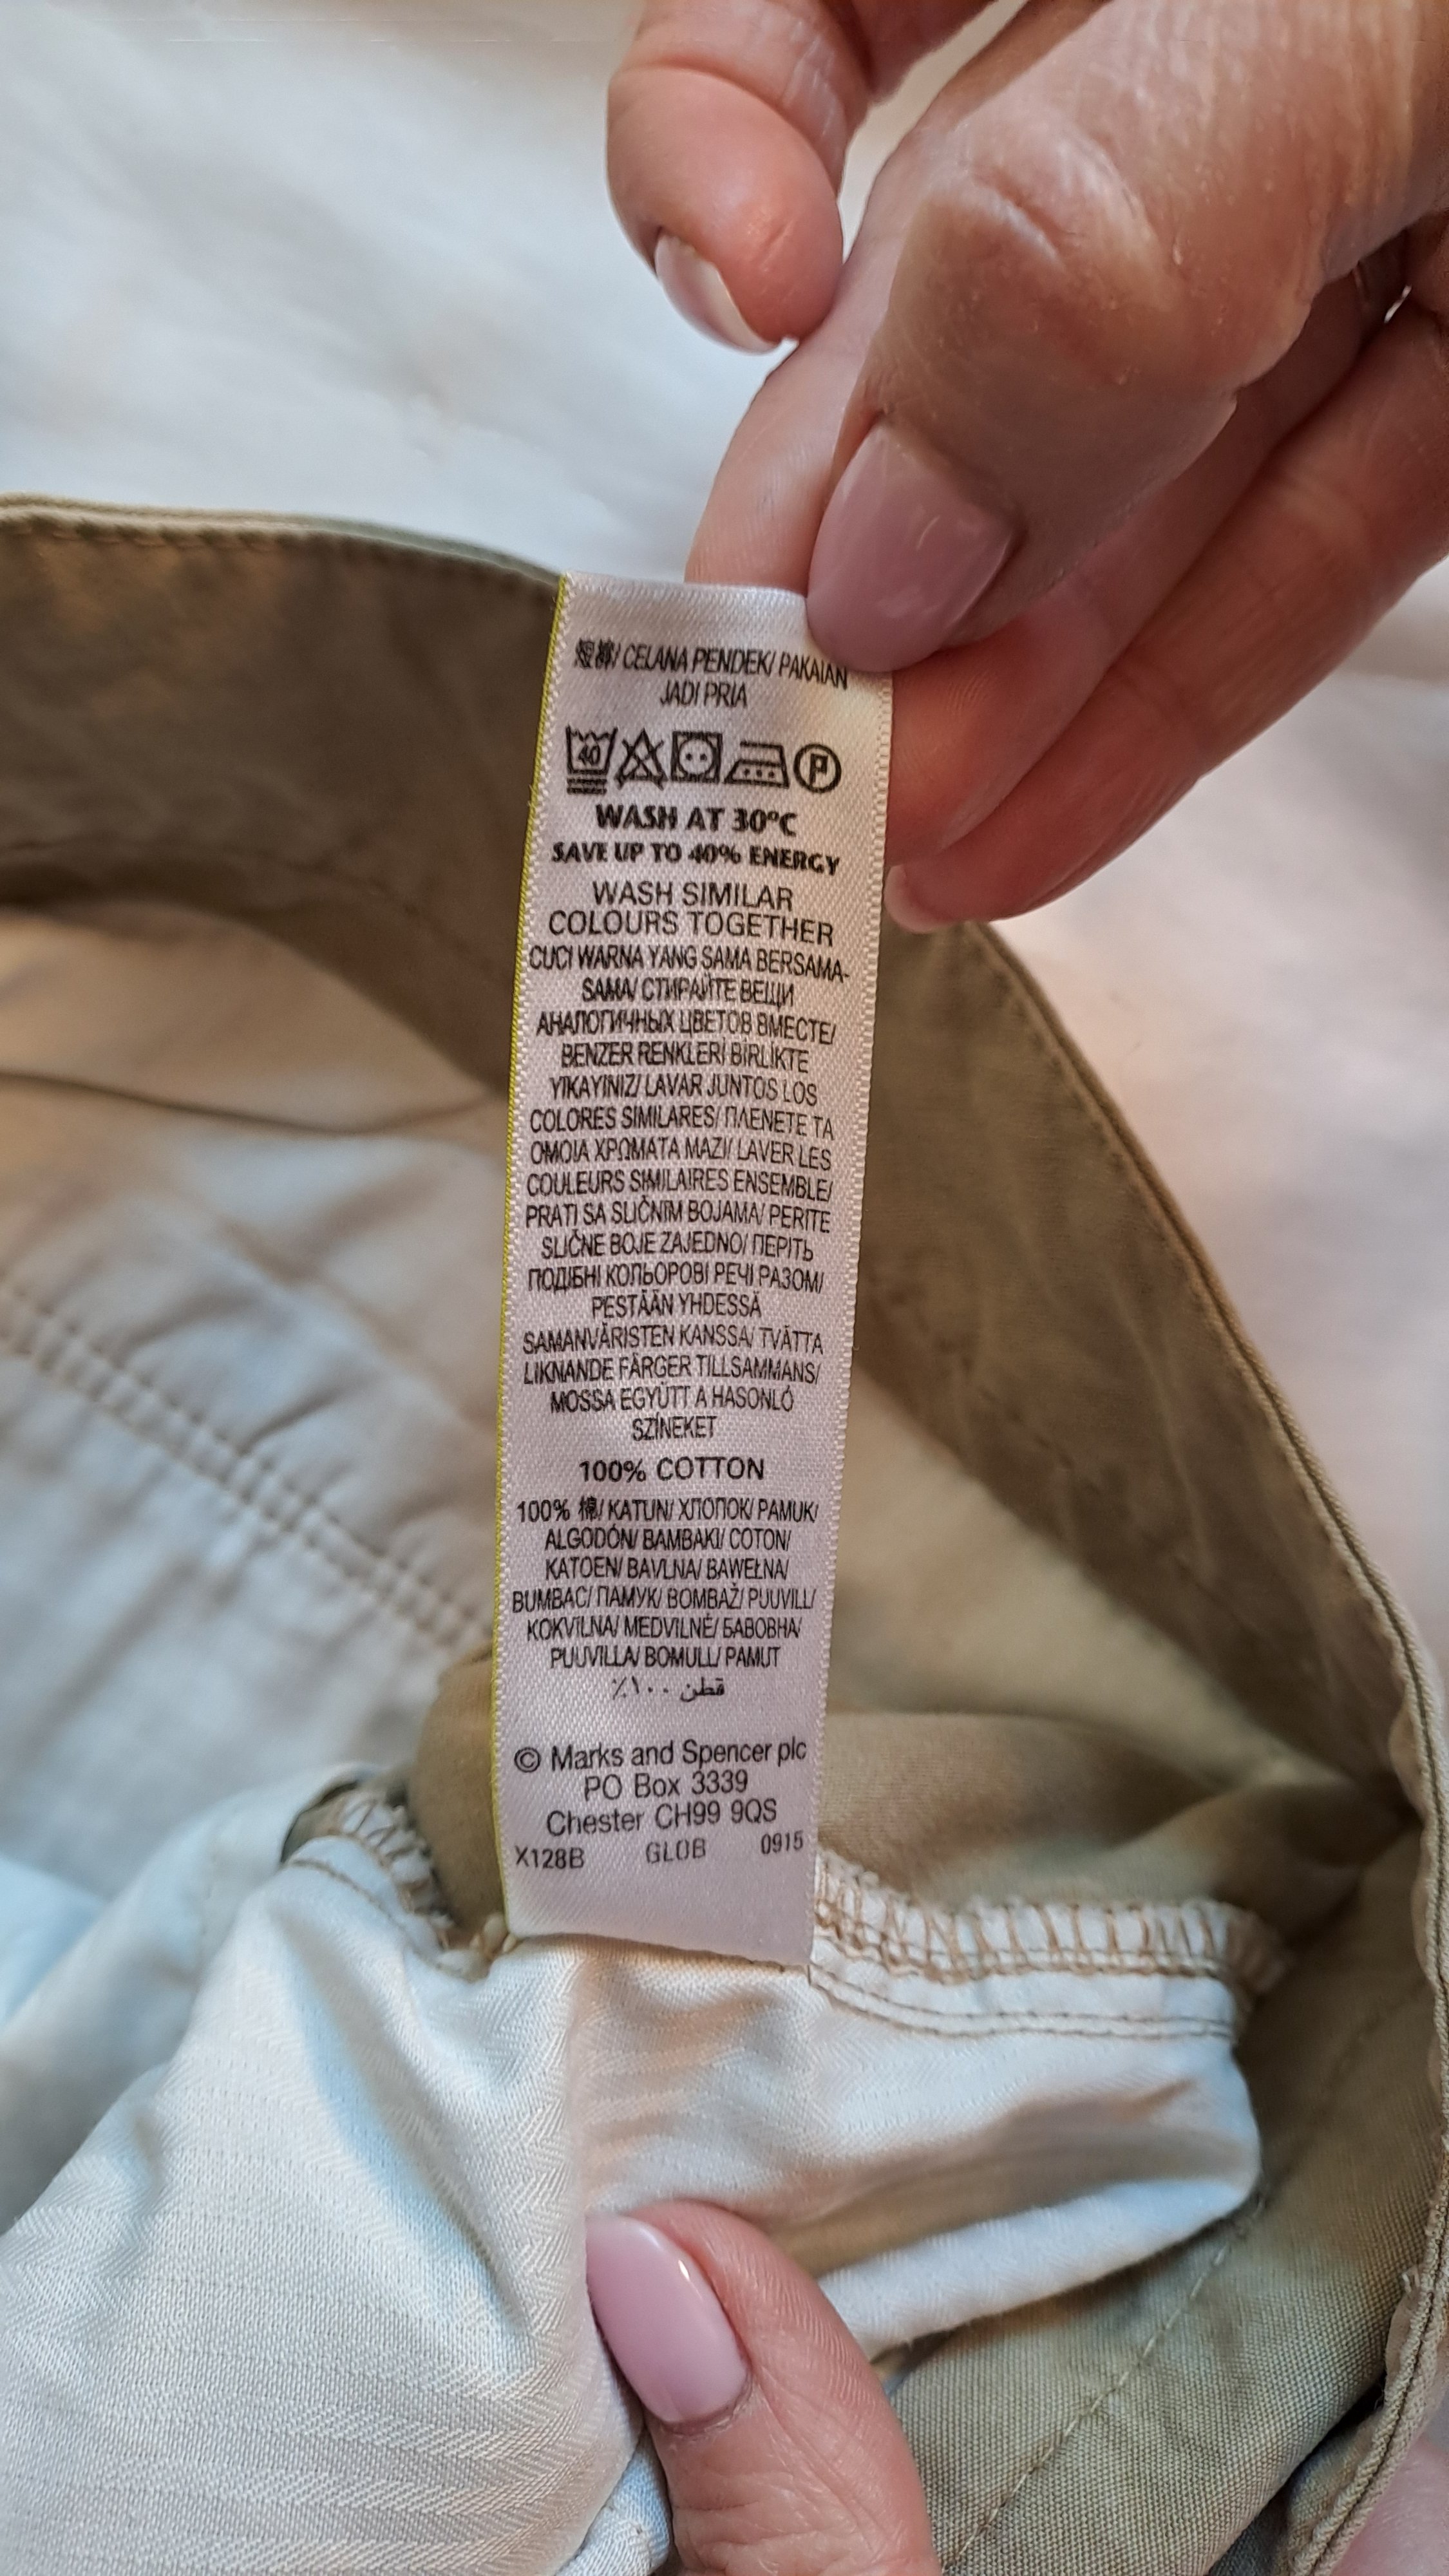 短褲/ CELANA PENDEK/ PAKAIAN
JADI PRIA
40 P
WASH AT 30ºC
SAVE UP TO 40% ENERGY
WASH SIMILAR
COLOURS TOGETHER
CUCI WARNA YANG SAMA BERSAMA-
SAMA/ СТИРАЙТЕ ВЕЩИ
АНАЛОГИЧНЫХ ЦВЕТОВ ВМЕСТЕ/
BENZER RENKLERİ BİRLİKTE
YIKAYINIZ/ LAVAR JUNTOS LOS
COLORES SIMILARES/ ΠΛΕΝΕΤΕ ΤΑ
ΟΜΟΙΑ ΧΡΩΜΑΤΑ ΜΑΖΙ/ LAVER LES
COULEURS SIMILAIRES ENSEMBLE/
PRATI SA SLIČNIM BOJAMA/ PERITE
SLIČNE BOJE ZAJEDNO/ ПЕРІТЬ
ПОДІБНІ КОЛЬОРОВІ РЕЧІ РАЗОМ/
PESTÄÄN YHDESSÄ
SAMANVÄRISTEN KANSSA/ TVÄTTA
LIKNANDE FÄRGER TILLSAMMANS/
MOSSA EGYÜTT A HASONLÓ
SZÍNEKET
100% COTTON
100% 棉/ KATUN/ ХЛОПОК/ PAMUK/
ALGODÓN/ BAMBAKI/ COTON/
KATOEN/ BAVLNA/ BAWEŁNA/
BUMBAC/ ПАМУК/ BOMBAŽ/ PUUVILL/
KOKVILNA/ MEDVILNĖ/ БАВОВНА/
PUUVILLA/ BOMULL/ PAMUT
قطن ١٠٠٪
© Marks and Spencer plc
PO Box 3339
Chester CH99 9QS
X128B GLOB 0915